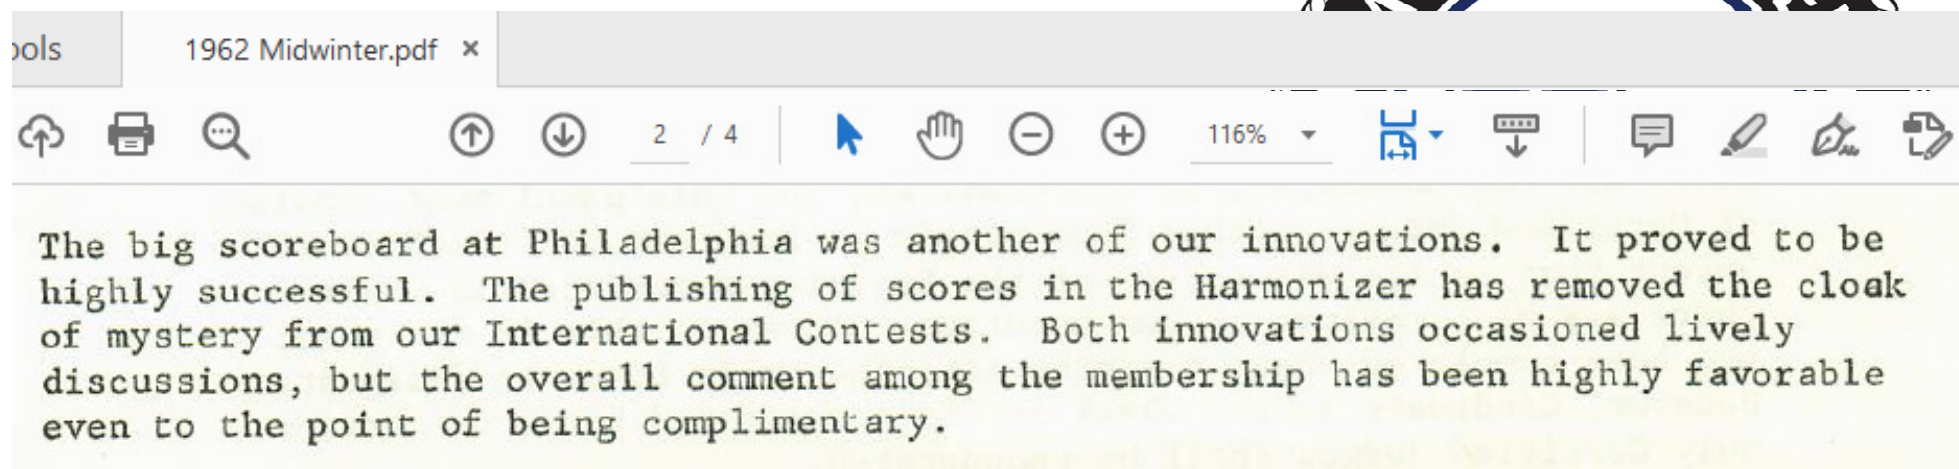 ools
1962 Midwinter.pdf ×
2 / 4
116%
The big scoreboard at Philadelphia was another of our innovations. It proved to be
highly successful. The publishing of scores in the Harmonizer has removed the cloak
of mystery from our International Contests. Both innovations occasioned lively
discussions, but the overall comment among the membership has been highly favorable
even to the point of being complimentary.